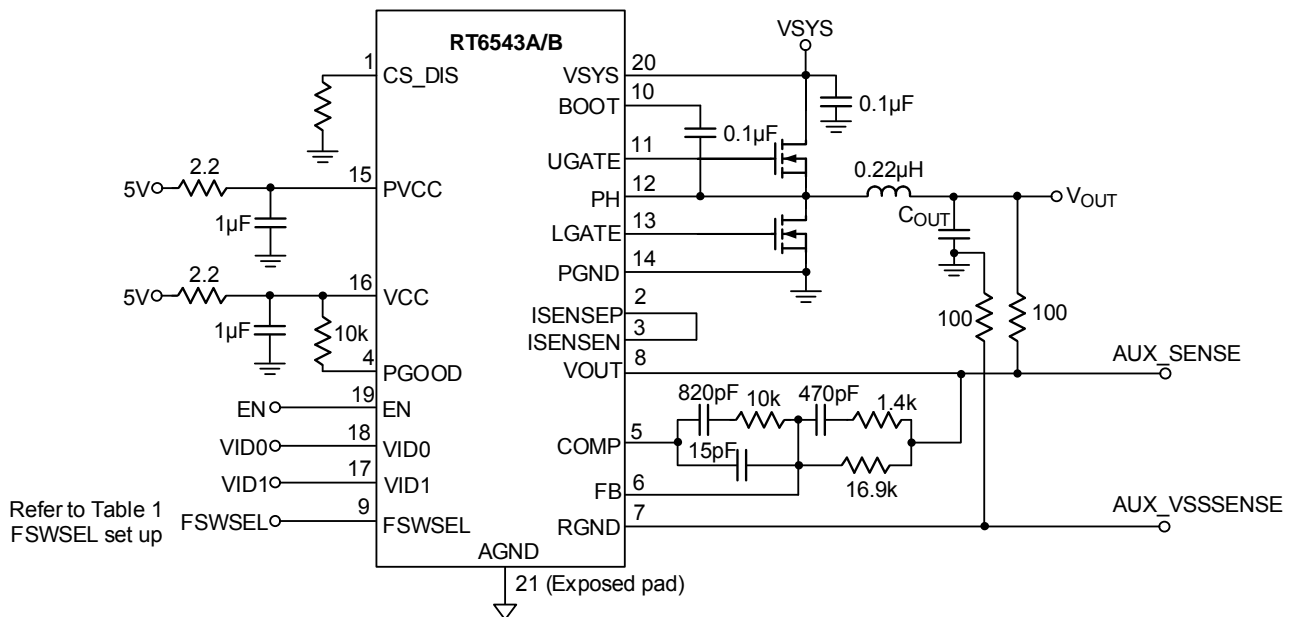 VSYS
RT6543A/B
1
CS_DIS
VSYS
20
0.1µF
BOOT
10
0.1µF
UGATE
11
2.2
5V
15
PVCC
1µF
PH
12
0.22µH
VOUT
COUT
LGATE
13
PGND
14
2.2
5V
16
VCC
1µF
10k
4
PGOOD
ISENSEP
2
ISENSEN
3
100
100
VOUT
8
AUX_SENSE
EN
19
EN
820pF
10k
470pF
1.4k
VID0
18
VID0
COMP
5
15pF
16.9k
VID1
17
VID1
FB
6
Refer to Table 1
FSWSEL set up
FSWSEL
9
FSWSEL
RGND
7
AUX_VSSSENSE
AGND
21 (Exposed pad)